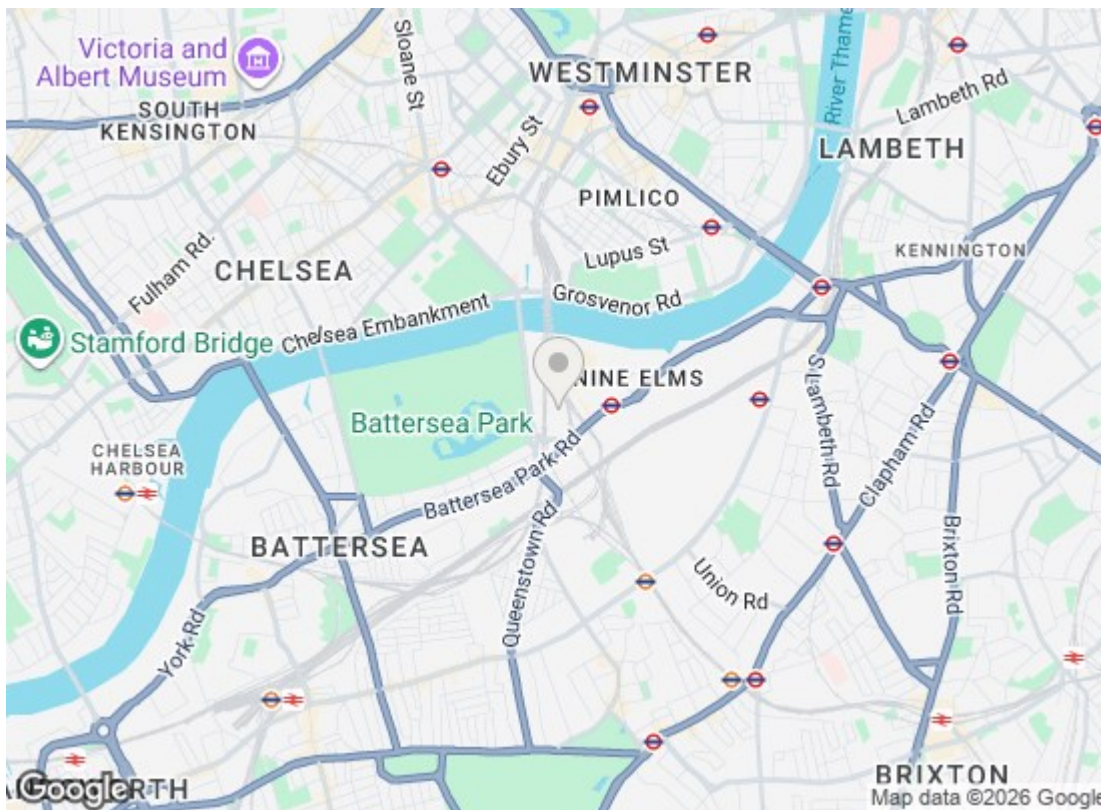 Victoria and
Albert Museum
SOUTH
KENSINGTON
Sloane St
WESTMINSTER
River Thame
Lambeth Rd
LAMBETH
Ebury St
PIMLICO
Lupus St
KENNINGTON
Fulham Rd.
CHELSEA
Grosvenor Rd
Chelsea Embankment
Stamford Bridge
NINE ELMS
Battersea Park
S Lambeth Rd
Clapham Rd
CHELSEA
HARBOUR
Battersea Park Rd
BATTERSEA
Queenstown Rd
Union Rd
Brixton Rd
York Rd
BRIXTON
Google
Map data ©2026 Google